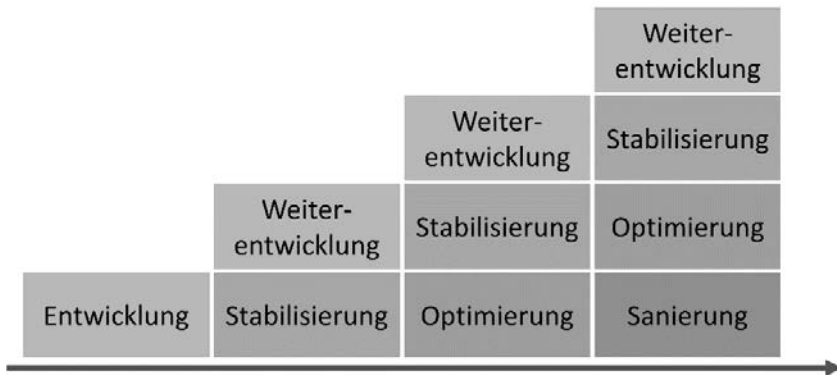 Weiter-
entwicklung
Weiter-
entwicklung
Stabilisierung
Weiter-
entwicklung
Stabilisierung
Optimierung
Entwicklung
Stabilisierung
Optimierung
Sanierung